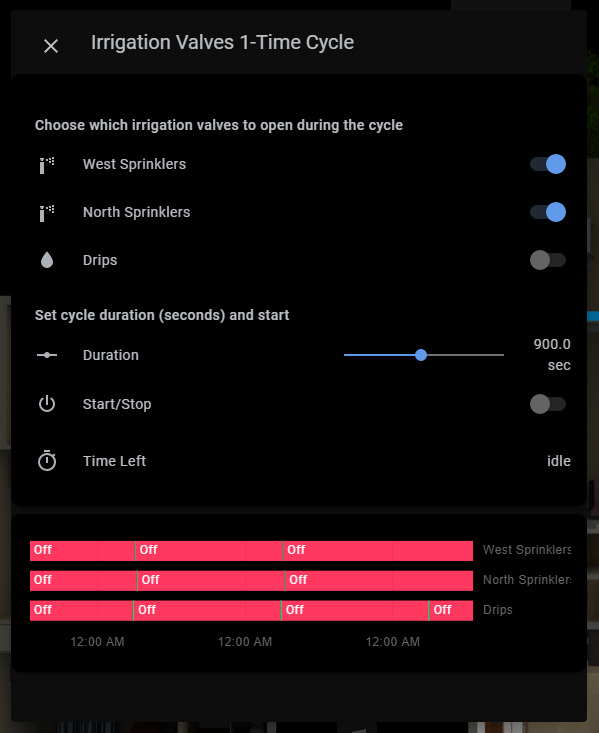 Irrigation Valves 1-Time Cycle
Choose which irrigation valves to open during the cycle
West Sprinklers
North Sprinklers
Drips
Set cycle duration (seconds) and start
Duration
900.0
sec
Start/Stop
Time Left
idle
Off Off Off West Sprinklers
Off Off Off North Sprinklers
Off Off Off Off Drips
12:00 AM 12:00 AM 12:00 AM